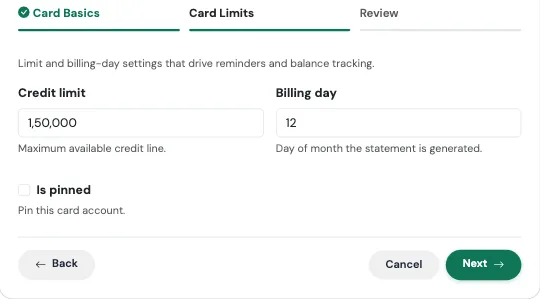 Card Basics
Card Limits
Review
Limit and billing-day settings that drive reminders and balance tracking.
Credit limit
Billing day
1,50,000
12
Maximum available credit line.
Day of month the statement is generated.
Is pinned
Pin this card account.
← Back
Cancel
Next →